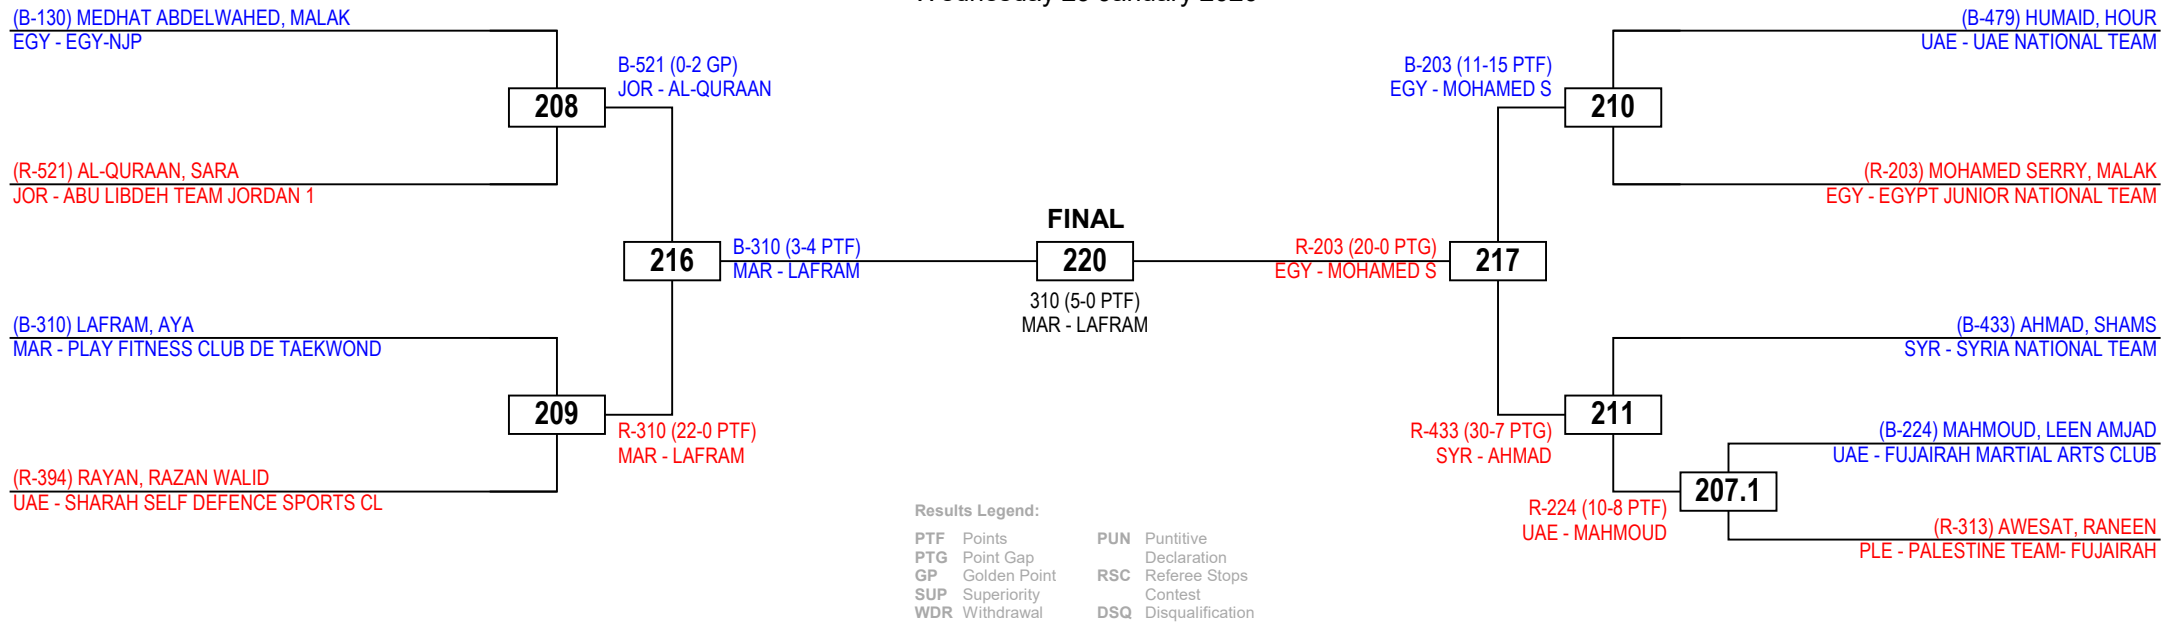 (B-130) MEDHAT ABDELWAHED, MALAK
EGY - EGY-NJP
B-521 (0-2 GP)
JOR - AL-QURAAN
208
(R-521) AL-QURAAN, SARA
JOR - ABU LIBDEH TEAM JORDAN 1
216
B-310 (3-4 PTF)
MAR - LAFRAM
(B-310) LAFRAM, AYA
MAR - PLAY FITNESS CLUB DE TAEKWOND
209
R-310 (22-0 PTF)
MAR - LAFRAM
(R-394) RAYAN, RAZAN WALID
UAE - SHARAH SELF DEFENCE SPORTS CL
FINAL
220
310 (5-0 PTF)
MAR - LAFRAM
(B-479) HUMAID, HOUR
UAE - UAE NATIONAL TEAM
B-203 (11-15 PTF)
EGY - MOHAMED S
210
(R-203) MOHAMED SERRY, MALAK
EGY - EGYPT JUNIOR NATIONAL TEAM
R-203 (20-0 PTG)
EGY - MOHAMED S
217
(B-433) AHMAD, SHAMS
SYR - SYRIA NATIONAL TEAM
211
R-433 (30-7 PTG)
SYR - AHMAD
(B-224) MAHMOUD, LEEN AMJAD
UAE - FUJAIRAH MARTIAL ARTS CLUB
207.1
R-224 (10-8 PTF)
UAE - MAHMOUD
(R-313) AWESAT, RANEEN
PLE - PALESTINE TEAM- FUJAIRAH
Results Legend:
PTF Points
PTG Point Gap
GP Golden Point
SUP Superiority
WDR Withdrawal
PUN Puntitive
Declaration
RSC Referee Stops
Contest
DSQ Disqualification